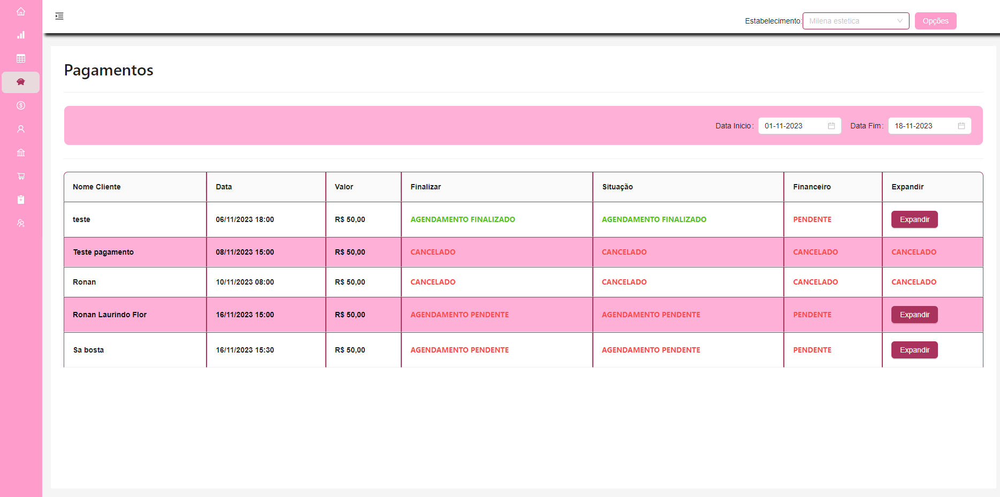 Estabelecimento: Milena estetica Opções
Pagamentos
Data Inicio: 01-11-2023 Data Fim: 18-11-2023
Nome Cliente Data Valor Finalizar Situação Financeiro Expandir
teste 06/11/2023 18:00 R$ 50,00 AGENDAMENTO FINALIZADO AGENDAMENTO FINALIZADO PENDENTE Expandir
Teste pagamento 08/11/2023 15:00 R$ 50,00 CANCELADO CANCELADO CANCELADO CANCELADO
Ronan 10/11/2023 08:00 R$ 50,00 CANCELADO CANCELADO CANCELADO CANCELADO
Ronan Laurindo Flor 16/11/2023 15:00 R$ 50,00 AGENDAMENTO PENDENTE AGENDAMENTO PENDENTE PENDENTE Expandir
Sa bosta 16/11/2023 15:30 R$ 50,00 AGENDAMENTO PENDENTE AGENDAMENTO PENDENTE PENDENTE Expandir